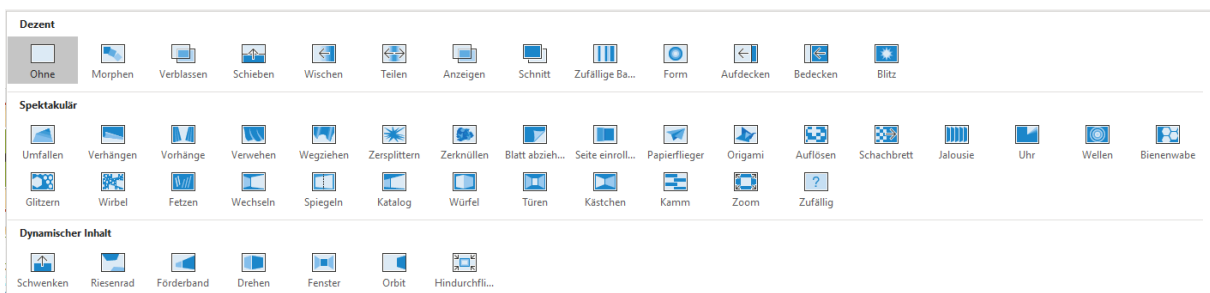 Dezent
Ohne Morphen Verblassen Schieben Wischen Teilen Anzeigen Schnitt Zufällige Ba... Form Aufdecken Bedecken Blitz
Spektakulär
Umfallen Verhängen Vorhänge Verwehen Wegziehen Zersplittern Zerknüllen Blatt abzieh... Seite einroll... Papierflieger Origami Auflösen Schachbrett Jalousie Uhr Wellen Bienenwabe
?
Glitzern Wirbel Fetzen Wechseln Spiegeln Katalog Würfel Türen Kästchen Kamm Zoom Zufällig
Dynamischer Inhalt
Schwenken Riesenrad Förderband Drehen Fenster Orbit Hindurchfli...